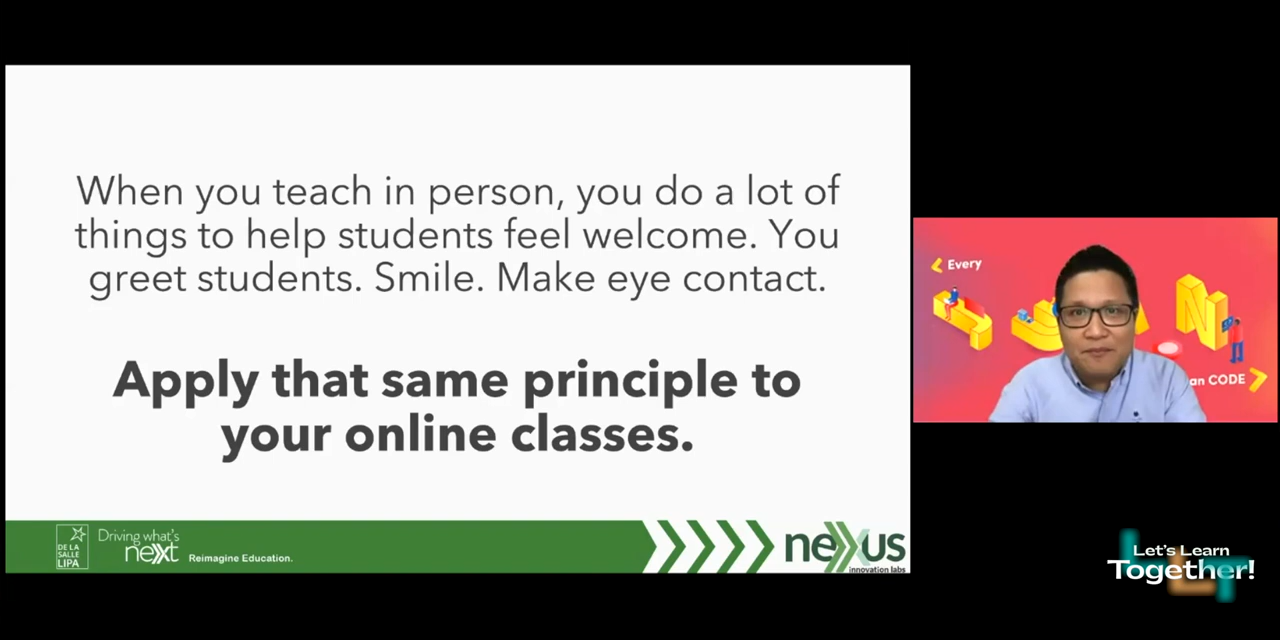 When you teach in person, you do a lot of
things to help students feel welcome. You
greet students. Smile. Make eye contact.
Apply that same principle to
your online classes.
DE LA
SALLE
LIPA
Driving what's
next
Reimagine Education.
nexus
innovation labs
Every
an CODE
Let's Learn
Together!